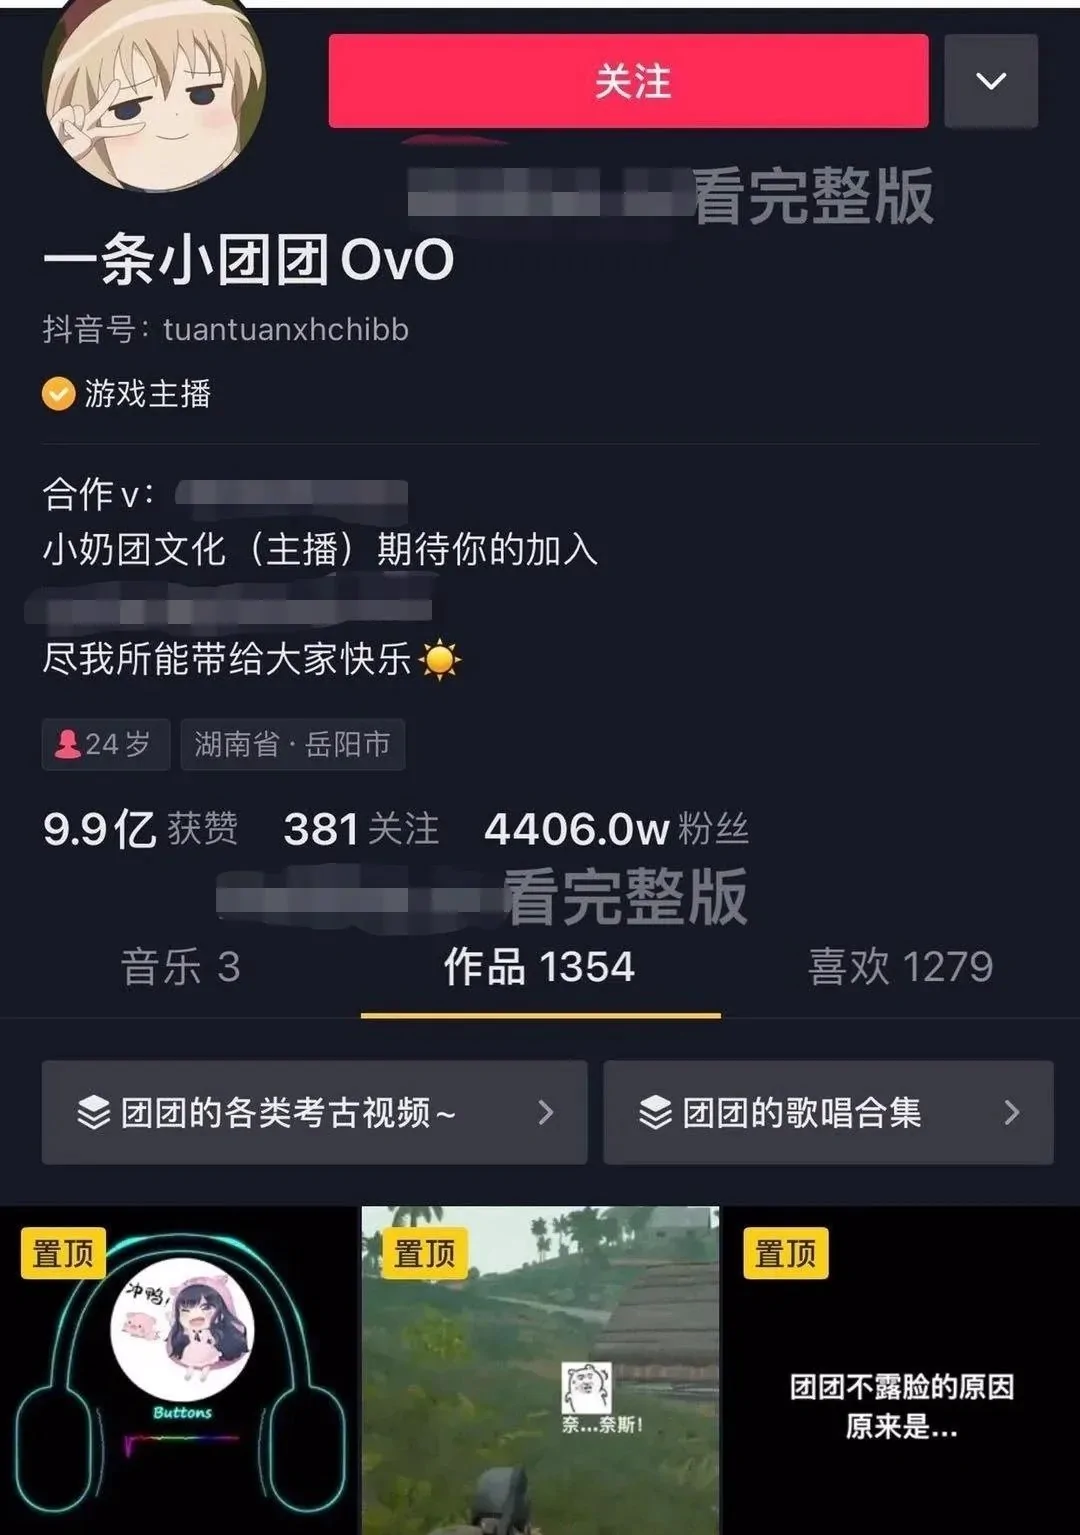 关注
看完整版
一条小团团OvO
抖音号：tuantuanxhchibb
游戏主播
合作v：
小奶团文化（主播）期待你的加入
尽我所能带给大家快乐
24岁
湖南省·岳阳市
9.9亿 获赞 381 关注 4406.0w 粉丝
看完整版
音乐 3 作品 1354 喜欢 1279
团团的各类考古视频~
团团的歌唱合集
置顶
冲鸭!
Buttons
置顶
奈...奈斯!
置顶
团团不露脸的原因
原来是...